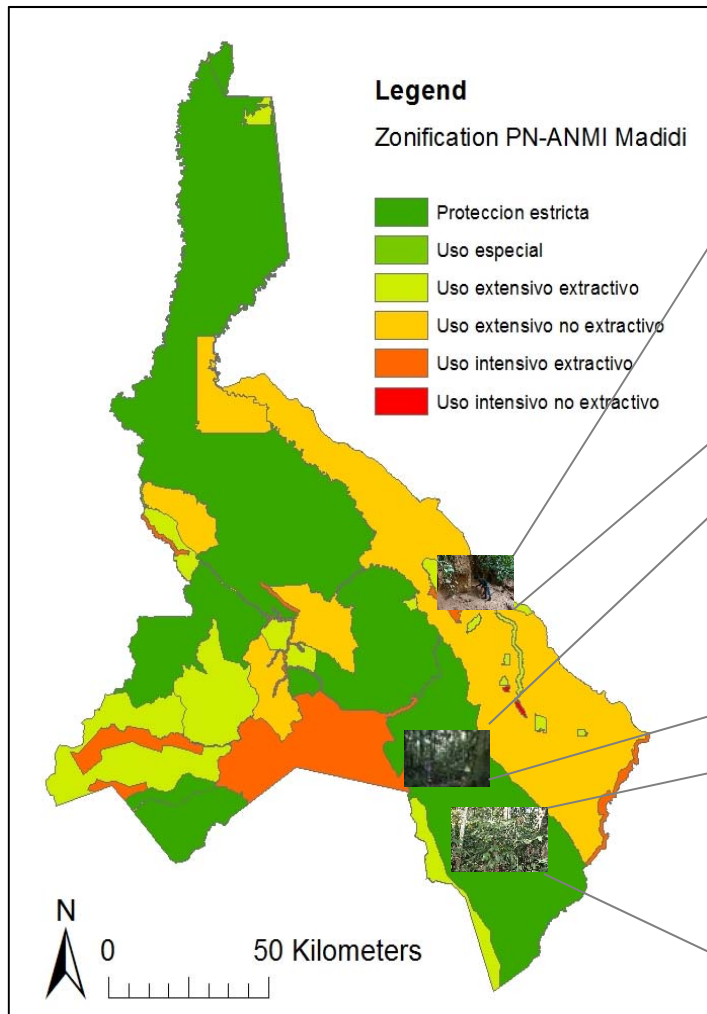 Legend
Zonification PN-ANMI Madidi
Proteccion estricta
Uso especial
Uso extensivo extractivo
Uso extensivo no extractivo
Uso intensivo extractivo
Uso intensivo no extractivo
N
0 50 Kilometers